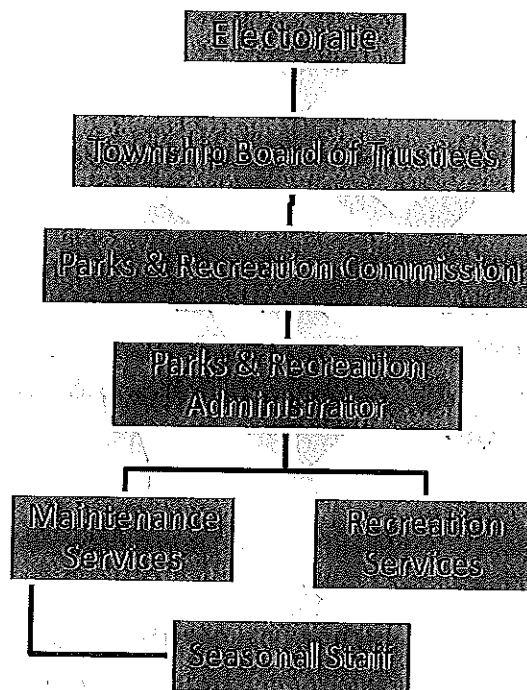 Electorate
Township Board of Trustees
Parks & Recreation Commission
Parks & Recreation
Administrator
Maintenance
Services
Recreation
Services
Seasonal Staff